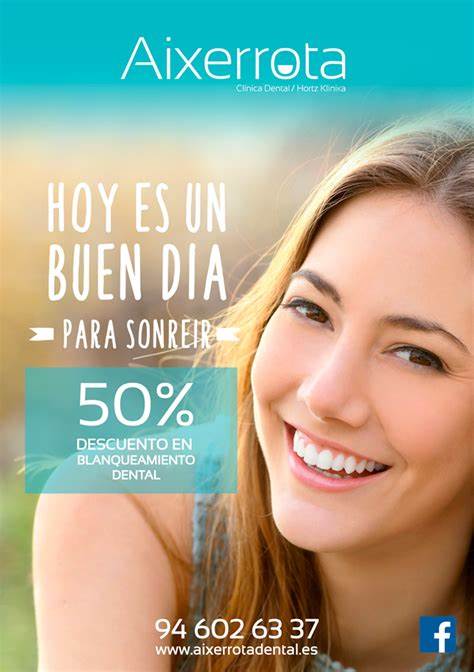 Aixerrota
Clínica Dental / Hortz Klinika
HOY ES UN
BUEN DIA
PARA SONREIR
50%
DESCUENTO EN
BLANQUEAMIENTO
DENTAL
94 602 63 37
www.aixerrotadental.es
f